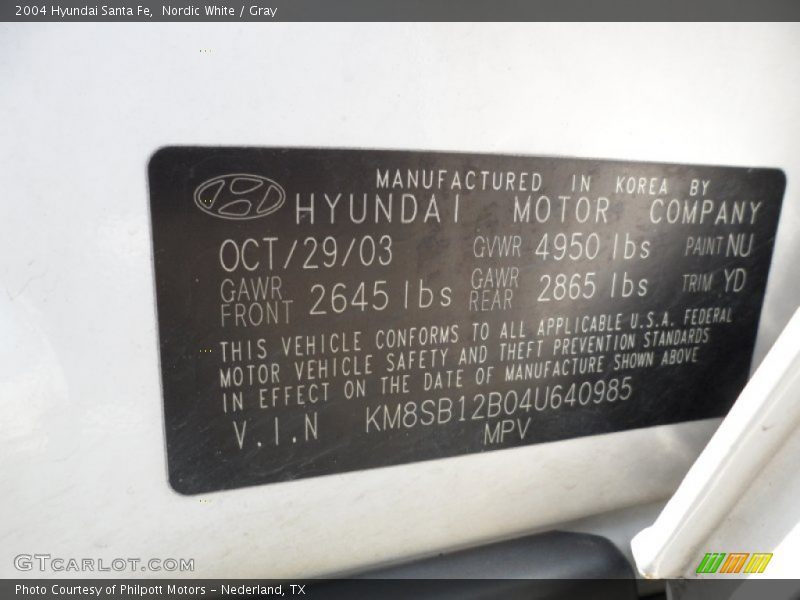 2004 Hyundai Santa Fe,  Nordic White / Gray
MANUFACTURED IN KOREA BY
HYUNDAI MOTOR COMPANY
OCT/29/03 GVWR 4950 lbs PAINT NU
GAWR FRONT 2645 lbs GAWR REAR 2865 lbs TRIM YD
THIS VEHICLE CONFORMS TO ALL APPLICABLE U.S.A. FEDERAL
MOTOR VEHICLE SAFETY AND THEFT PREVENTION STANDARDS
IN EFFECT ON THE DATE OF MANUFACTURE SHOWN ABOVE
V.I.N KM8SB12B04U640985
MPV
GTCARLOT.COM
Photo Courtesy of Philpott Motors - Nederland, TX